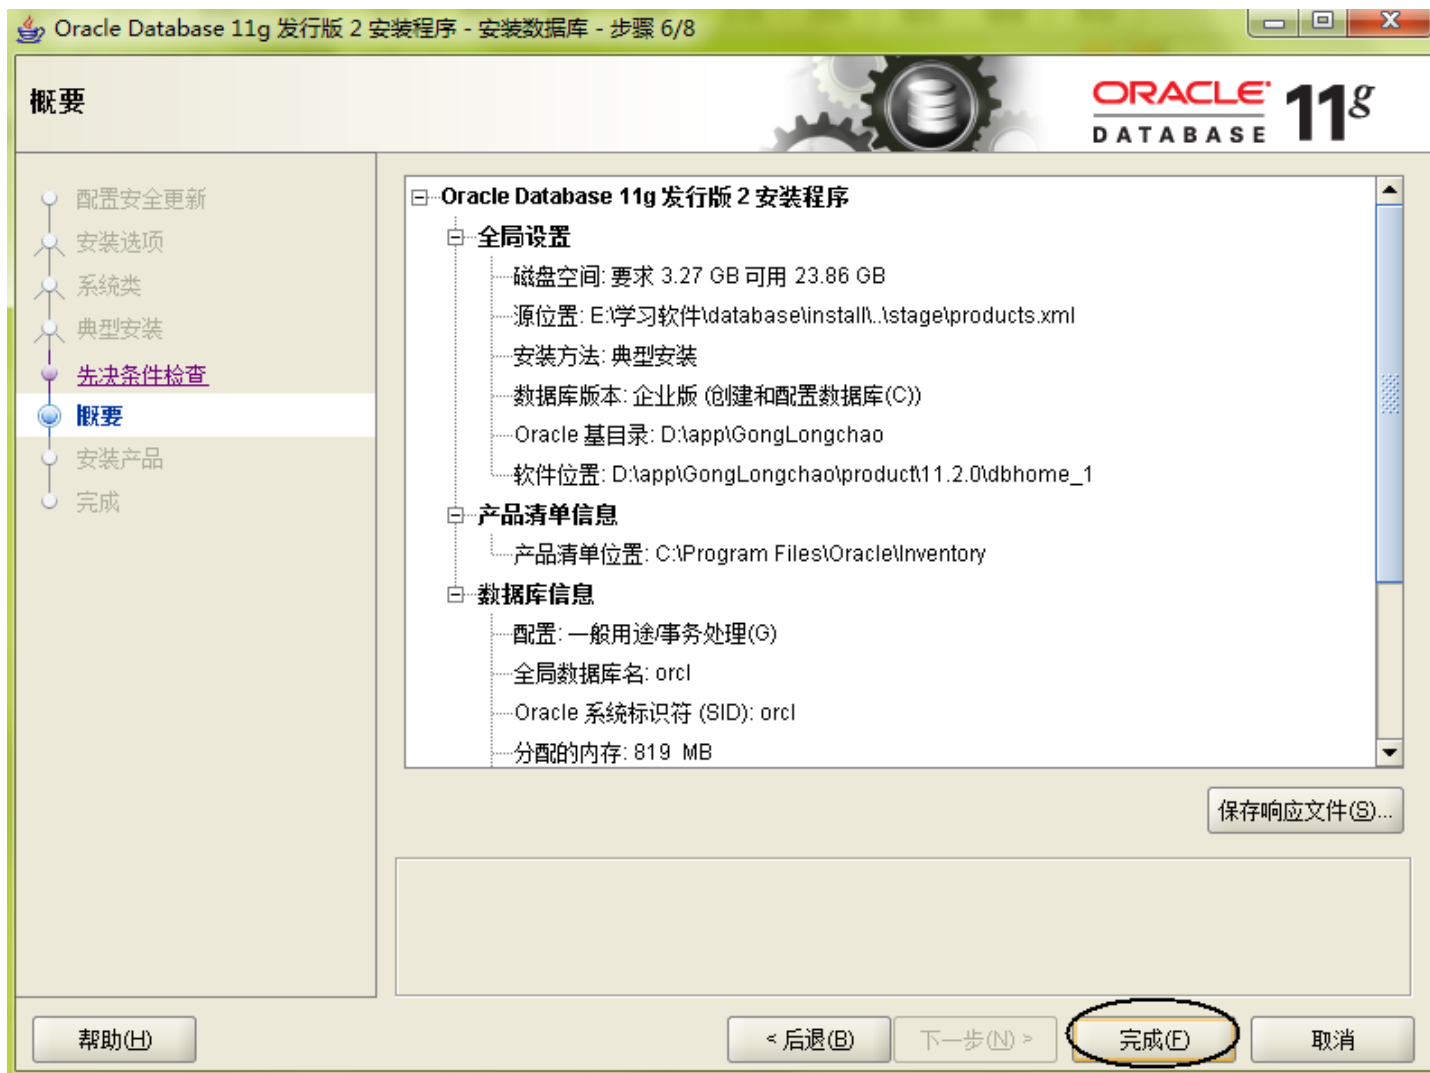 Oracle Database 11g 发行版 2 安装程序 - 安装数据库 - 步骤 6/8
概要
ORACLE 11g
DATABASE
配置安全更新
安装选项
系统类
典型安装
先决条件检查
概要
安装产品
完成
Oracle Database 11g 发行版 2 安装程序
全局设置
磁盘空间: 要求 3.27 GB 可用 23.86 GB
源位置: E:\学习软件\database\install\..\stage\products.xml
安装方法: 典型安装
数据库版本: 企业版 (创建和配置数据库(C))
Oracle 基目录: D:\app\GongLongchao
软件位置: D:\app\GongLongchao\product\11.2.0\dbhome_1
产品清单信息
产品清单位置: C:\Program Files\Oracle\Inventory
数据库信息
配置: 一般用途/事务处理(G)
全局数据库名: orcl
Oracle 系统标识符 (SID): orcl
分配的内存: 819 MB
保存响应文件(S)...
帮助(H)
< 后退(B)
下一步(N) >
完成(F)
取消